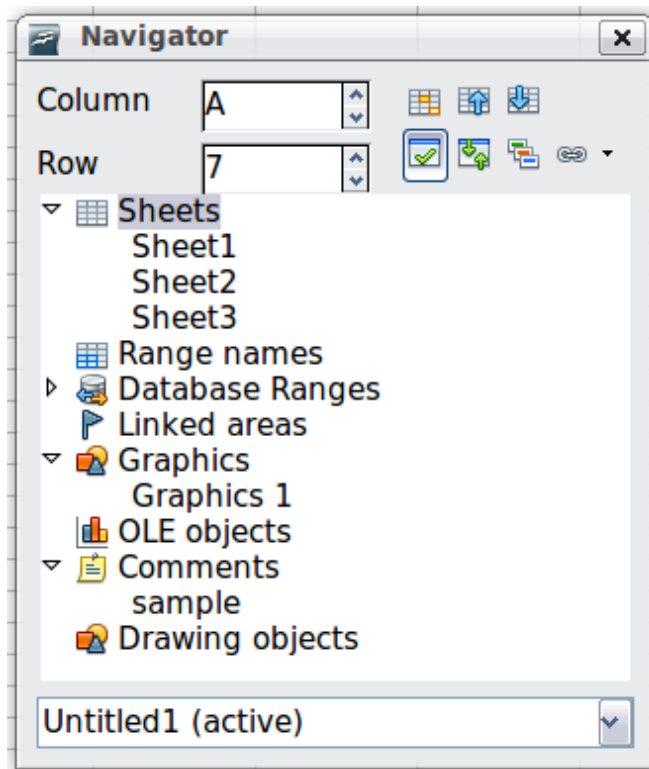 Navigator
Column A
Row 7
Sheets
Sheet1
Sheet2
Sheet3
Range names
Database Ranges
Linked areas
Graphics
Graphics 1
OLE objects
Comments
sample
Drawing objects
Untitled1 (active)